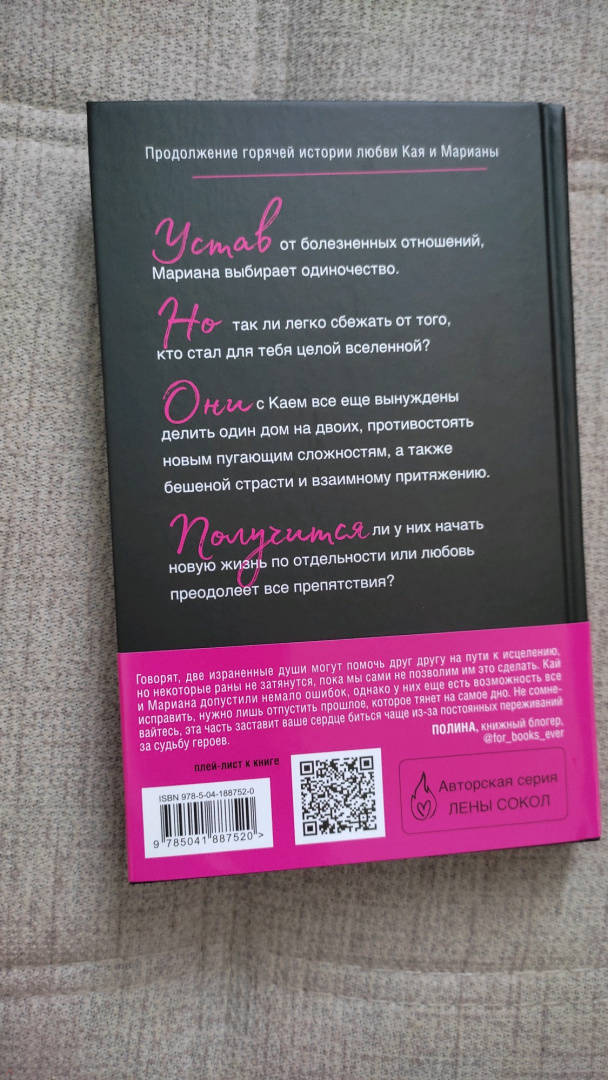 Продолжение горячей истории любви Кая и Марианы
Устав от болезненных отношений,
Мариана выбирает одиночество.
Но так ли легко сбежать от того,
кто стал для тебя целой вселенной?
Они с Каем все еще вынуждены
делить один дом на двоих, противостоять
новым пугающим сложностям, а также
бешеной страсти и взаимному притяжению.
Получится ли у них начать
новую жизнь по отдельности или любовь
преодолеет все препятствия?
Говорят, две израненные души могут помочь друг другу на пути к исцелению,
но некоторые раны не затянутся, пока мы сами не позволим им это сделать. Кай
и Мариана допустили немало ошибок, однако у них еще есть возможность все
исправить, нужно лишь отпустить прошлое, которое тянет на самое дно. Не сомне-
вайтесь, эта часть заставит ваше сердце биться чаще из-за постоянных переживаний
за судьбу героев.
ПОЛИНА, книжный блогер,
@for_books_ever
плей-лист к книге
ISBN 978-5-04-188752-0
9 785041 887520 >
Авторская серия
ЛЕНЫ СОКОЛ